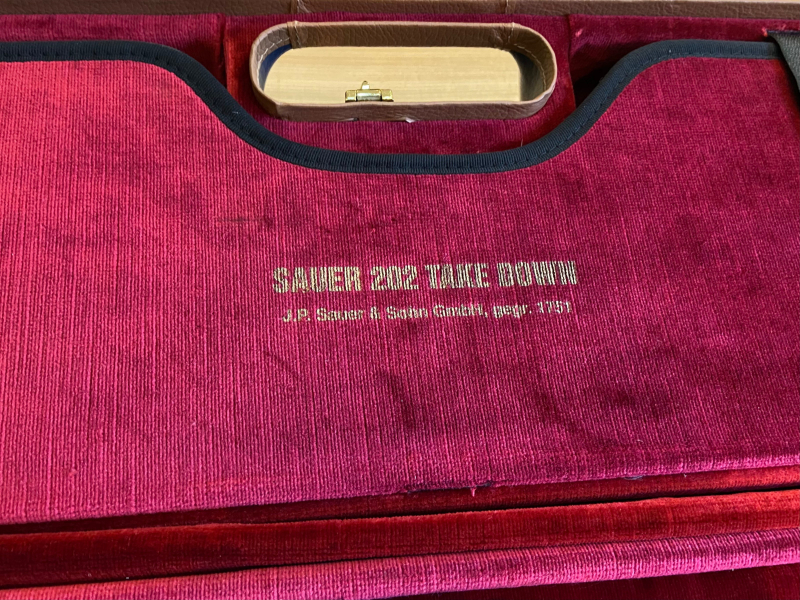 SAUER 202 TAKE DOWN
J.P. Sauer & Sohn GmbH, gegr. 1751